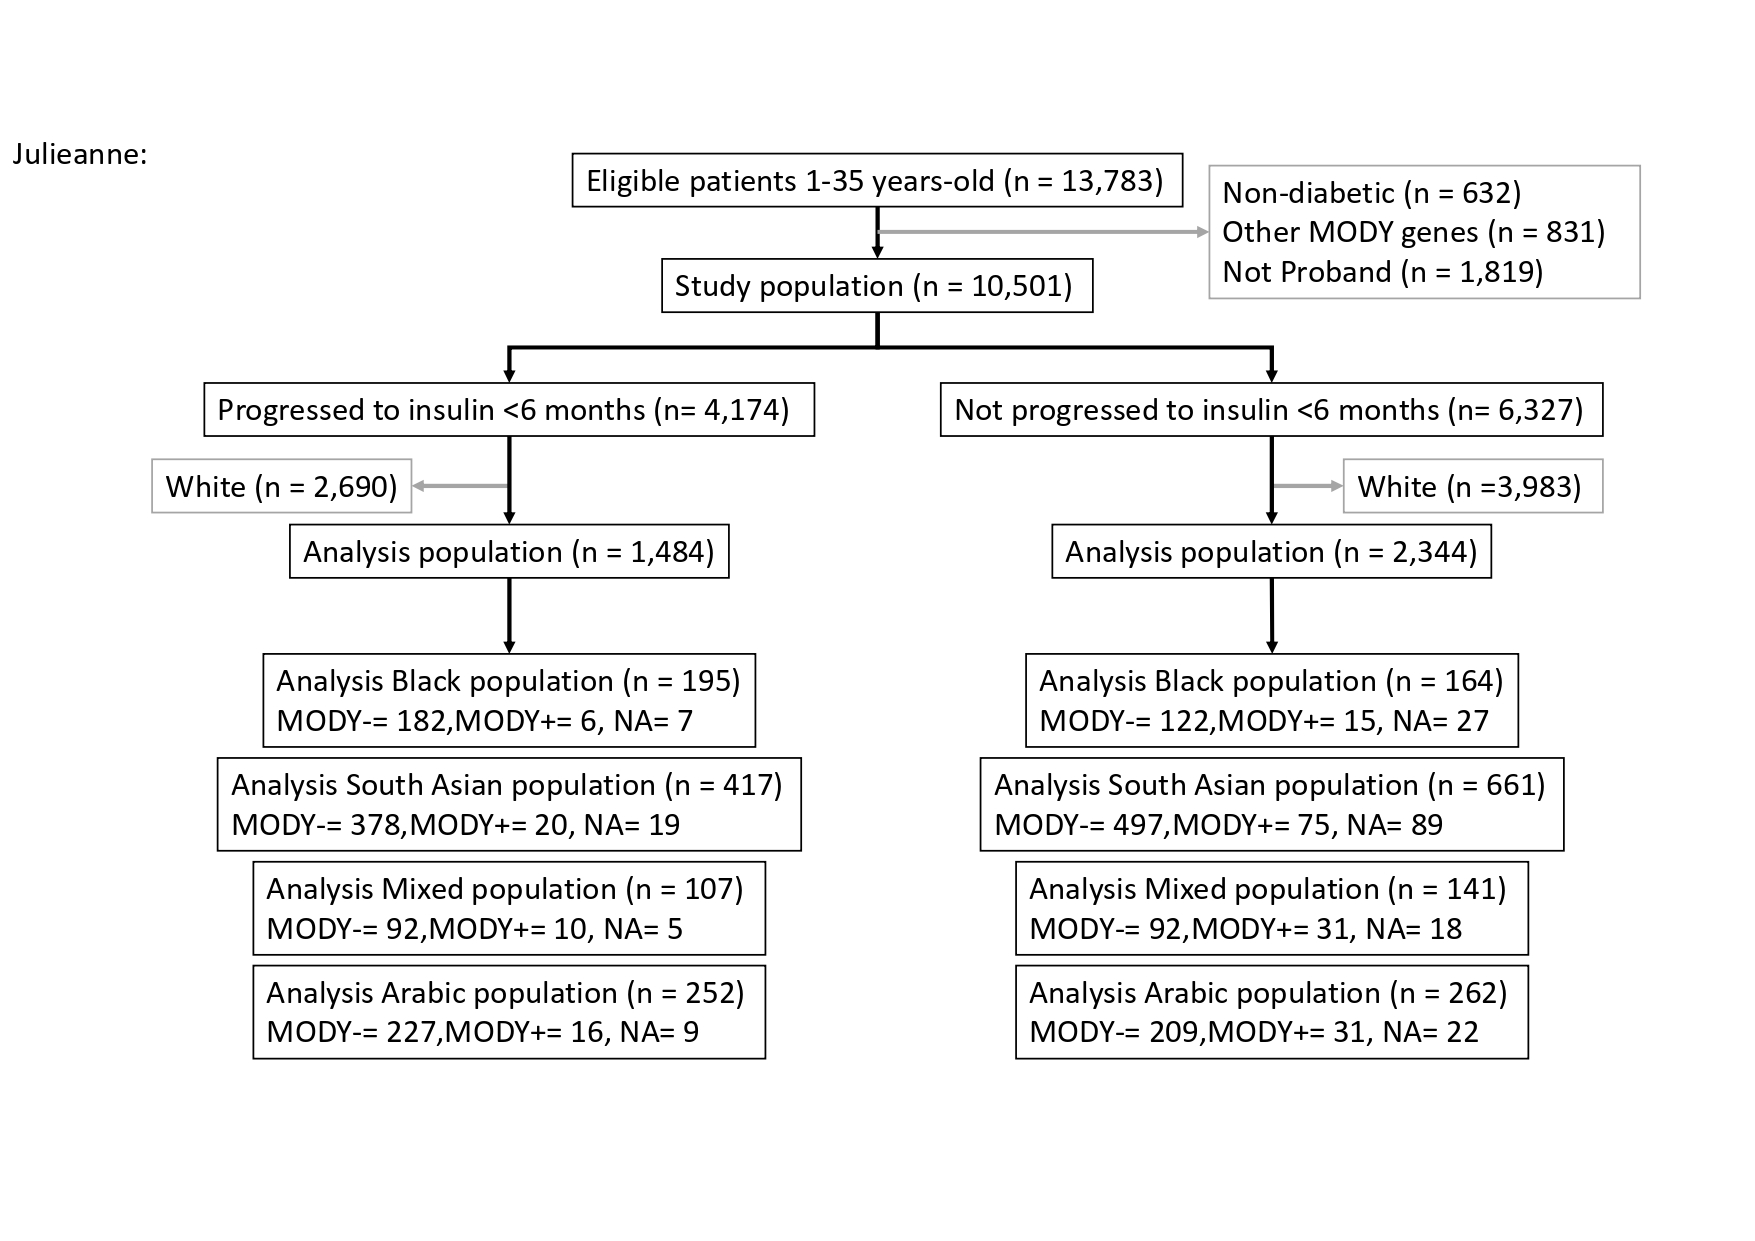 Julieanne:
Eligible patients 1-35 years-old (n = 13,783)
Non-diabetic (n = 632)
Other MODY genes (n = 831)
Not Proband (n = 1,819)
Study population (n = 10,501)
Progressed to insulin <6 months (n= 4,174)
Not progressed to insulin <6 months (n= 6,327)
White (n = 2,690)
White (n =3,983)
Analysis population (n = 1,484)
Analysis population (n = 2,344)
Analysis Black population (n = 195)
MODY-= 182,MODY+= 6, NA= 7
Analysis Black population (n = 164)
MODY-= 122,MODY+= 15, NA= 27
Analysis South Asian population (n = 417)
MODY-= 378,MODY+= 20, NA= 19
Analysis South Asian population (n = 661)
MODY-= 497,MODY+= 75, NA= 89
Analysis Mixed population (n = 107)
MODY-= 92,MODY+= 10, NA= 5
Analysis Mixed population (n = 141)
MODY-= 92,MODY+= 31, NA= 18
Analysis Arabic population (n = 252)
MODY-= 227,MODY+= 16, NA= 9
Analysis Arabic population (n = 262)
MODY-= 209,MODY+= 31, NA= 22